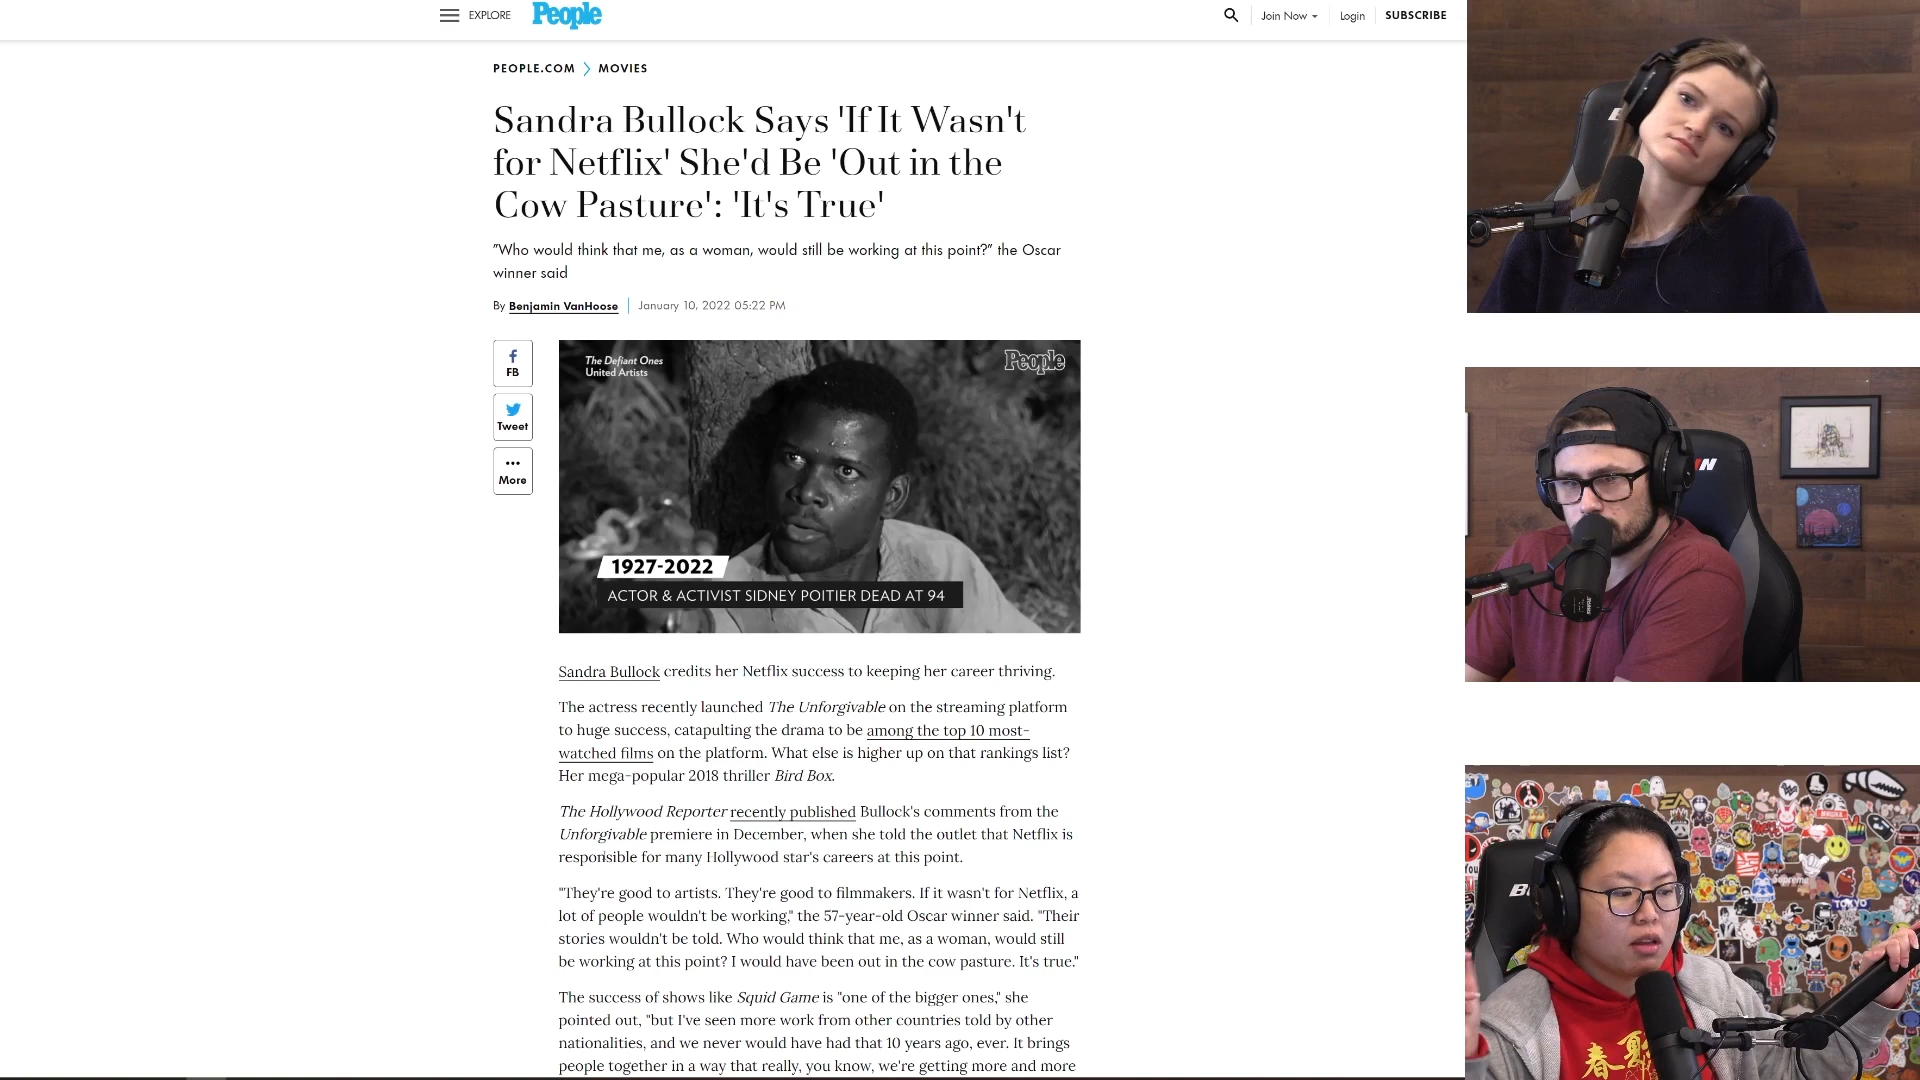 EXPLORE
People
Join Now
Login
SUBSCRIBE
PEOPLE.COM
MOVIES
Sandra Bullock Says 'If It Wasn't
for Netflix' She'd Be 'Out in the
Cow Pasture': 'It's True'
"Who would think that me, as a woman, would still be working at this point?" the Oscar
winner said
By Benjamin VanHoose
January 10, 2022 05:22 PM
FB
Tweet
More
The Defiant Ones
United Artists
People
1927-2022
ACTOR & ACTIVIST SIDNEY POITIER DEAD AT 94
Sandra Bullock credits her Netflix success to keeping her career thriving.
The actress recently launched The Unforgivable on the streaming platform
to huge success, catapulting the drama to be among the top 10 most-
watched films on the platform. What else is higher up on that rankings list?
Her mega-popular 2018 thriller Bird Box.
The Hollywood Reporter recently published Bullock's comments from the
Unforgivable premiere in December, when she told the outlet that Netflix is
responsible for many Hollywood star's careers at this point.
"They're good to artists. They're good to filmmakers. If it wasn't for Netflix, a
lot of people wouldn't be working," the 57-year-old Oscar winner said. "Their
stories wouldn't be told. Who would think that me, as a woman, would still
be working at this point? I would have been out in the cow pasture. It's true."
The success of shows like Squid Game is "one of the bigger ones," she
pointed out, "but I've seen more work from other countries told by other
nationalities, and we never would have had that 10 years ago, ever. It brings
people together in a way that really, you know, we're getting more and more
EA
Supreme
TOKYO
春夏